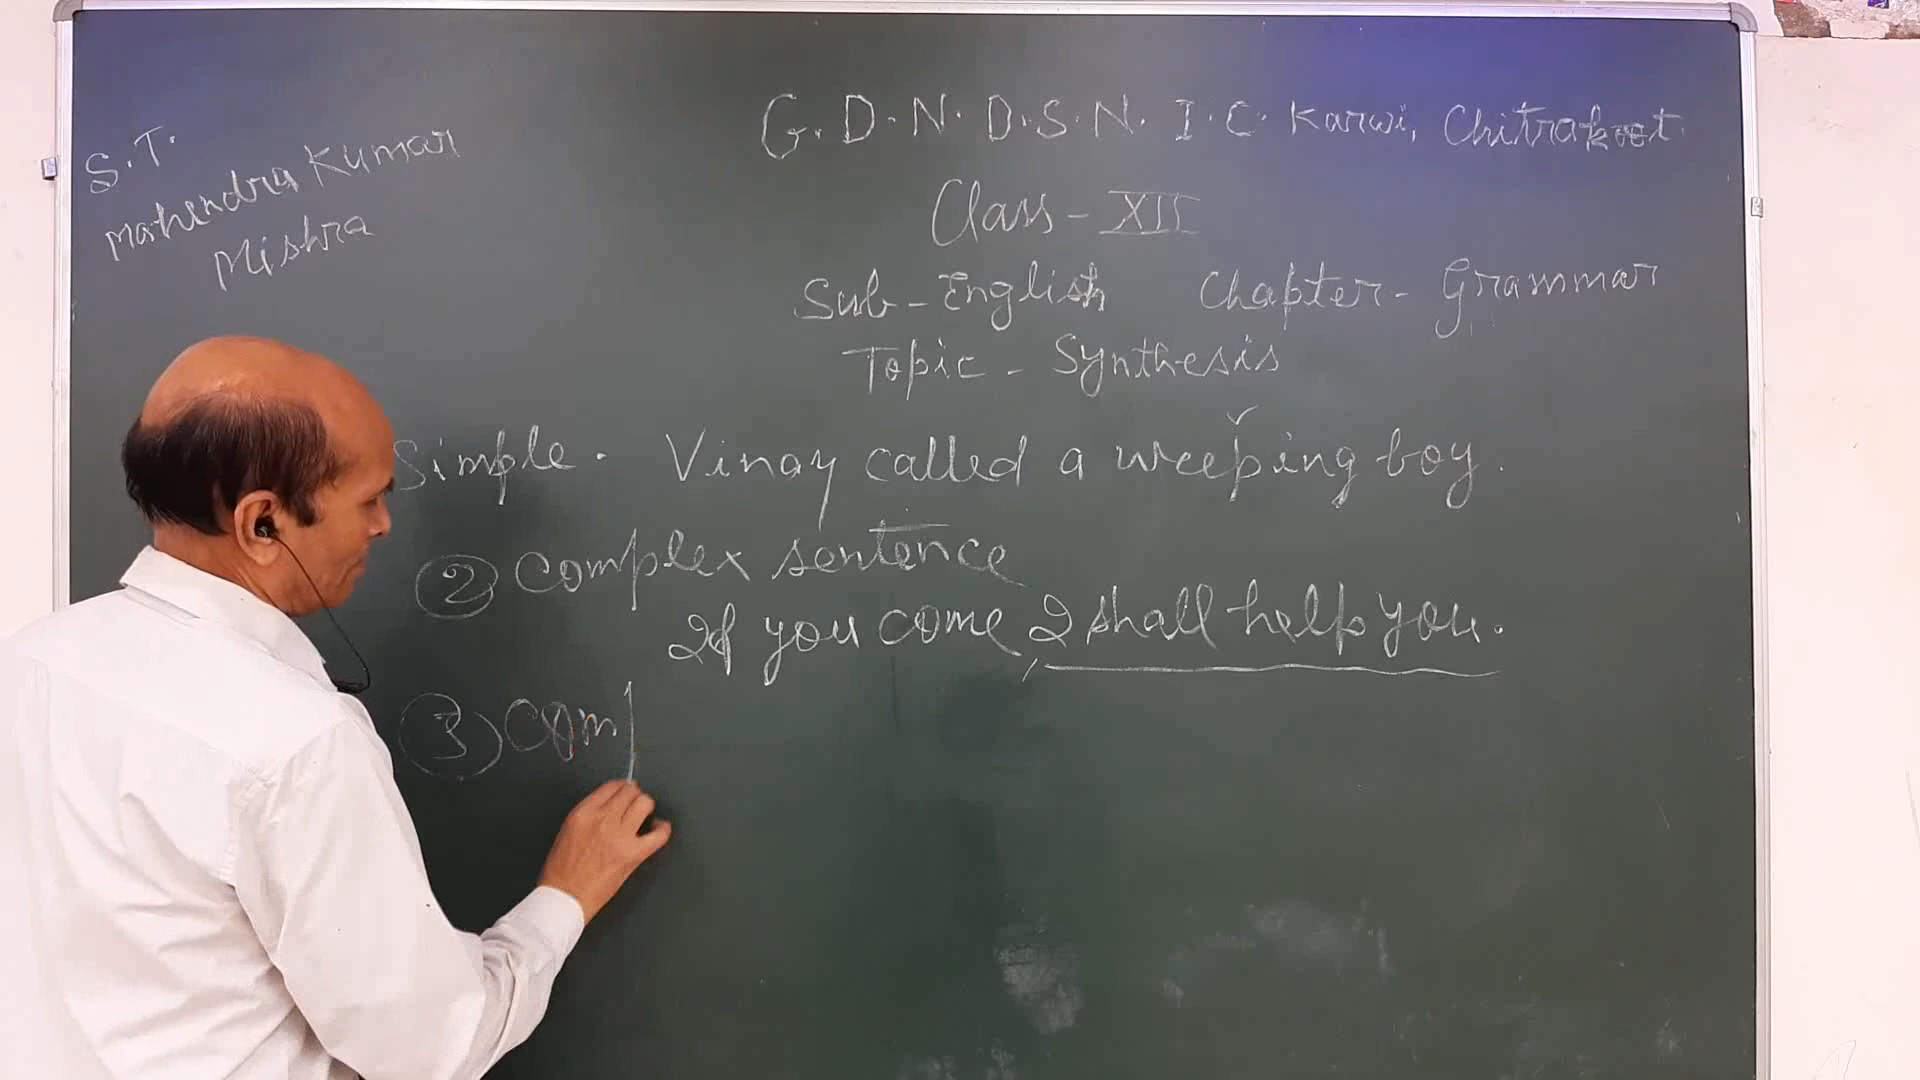 S.T.
Mahendra Kumar
Mishra
G.D.N.D.S.N.I.C. Karwi, Chitrakoot.
Class - XII
Sub - English Chapter - Grammar
Topic - Synthesis
Simple. Vinay called a weeping boy.
② Complex sentence
If you come, I shall help you.
③ Comp